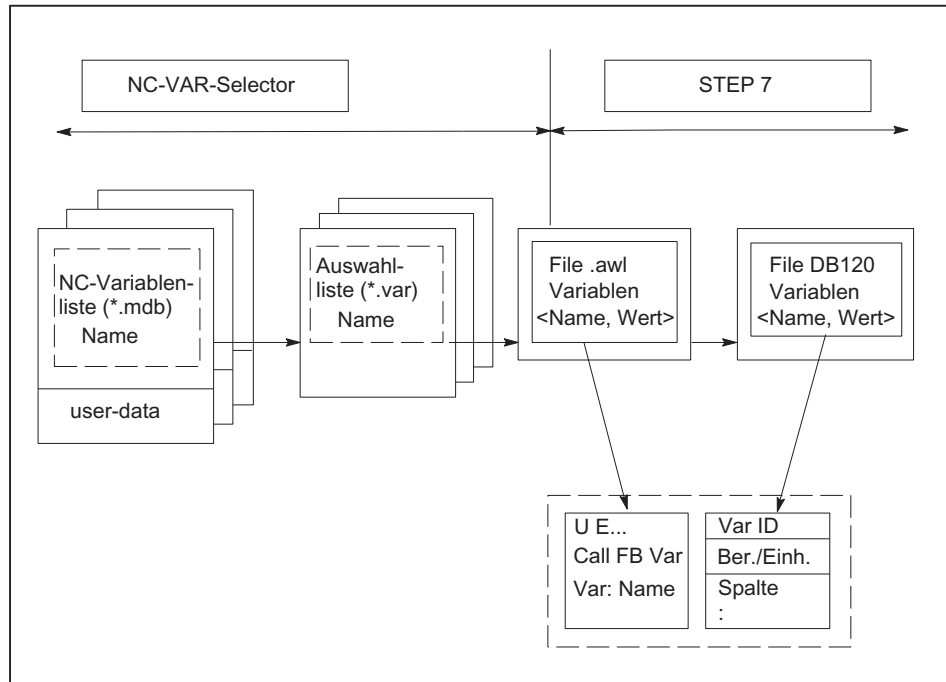 NC-VAR-Selector
STEP 7
NC-Variablen-
liste (*.mdb)
Name
user-data
Auswahl-
liste (*.var)
Name
File .awl
Variablen
<Name, Wert>
File DB120
Variablen
<Name, Wert>
U E...
Call FB Var
Var: Name
Var ID
Ber./Einh.
Spalte
: